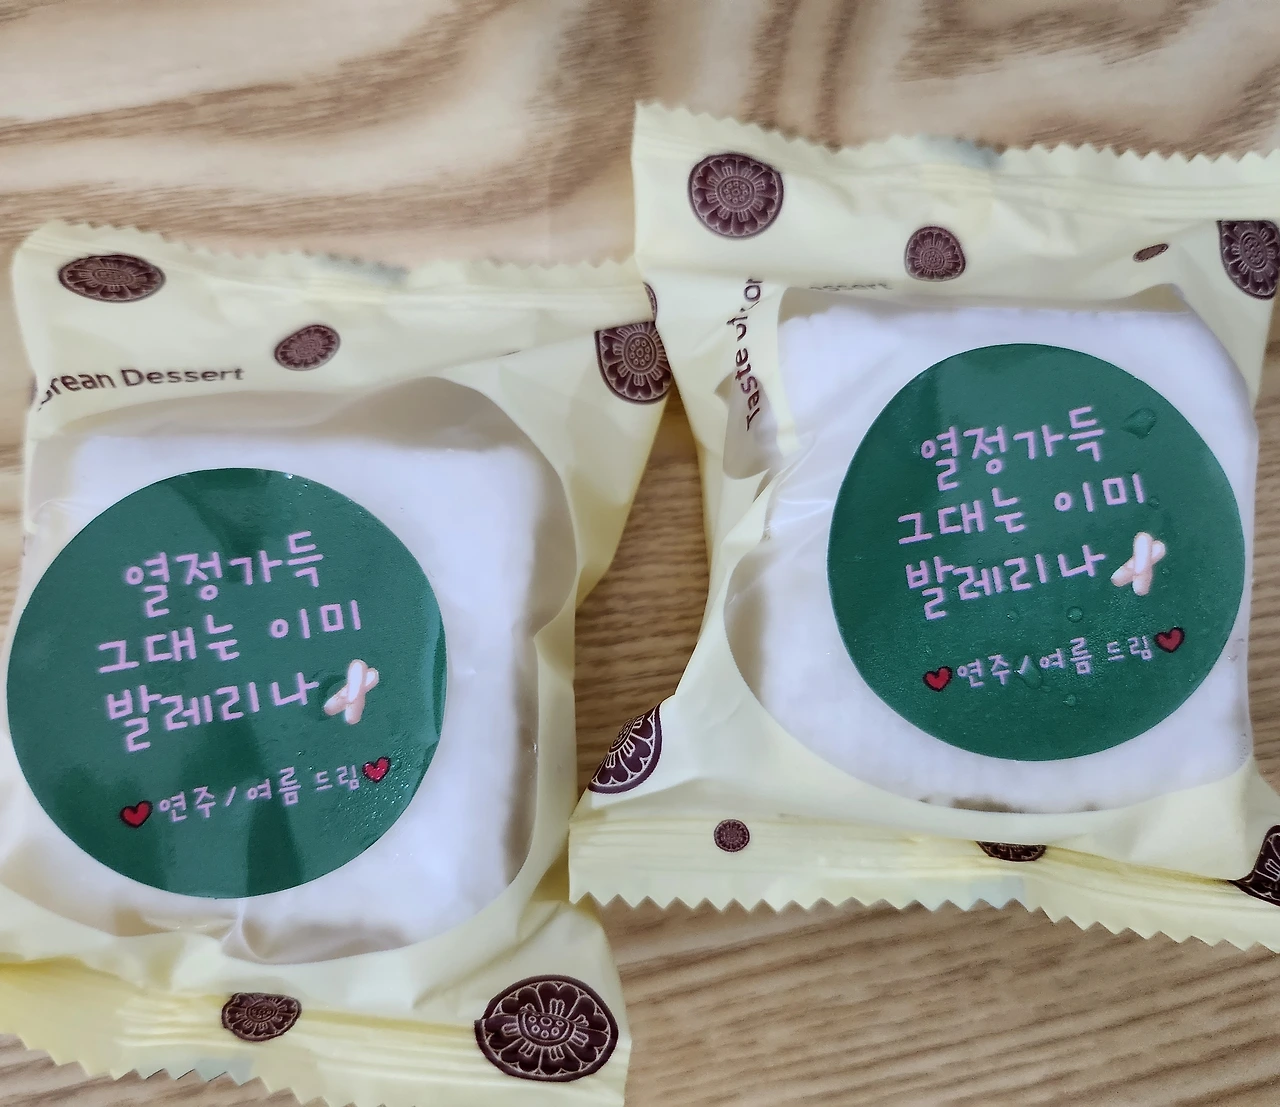 Dessert
열정가득
그대는 이미
발레리나
연주/여름 드림
Taste
열정가득
그대는 이미
발레리나
연주/여름 드림